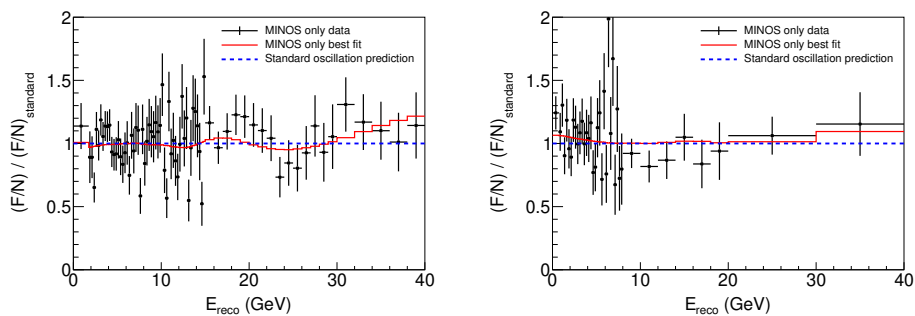 2
1.5
1
0.5
0
(F/N) / (F/N)standard
MINOS only data
MINOS only best fit
Standard oscillation prediction
0 10 20 30 40
Ereco (GeV)
2
1.5
1
0.5
0
(F/N) / (F/N)standard
MINOS only data
MINOS only best fit
Standard oscillation prediction
0 10 20 30 40
Ereco (GeV)